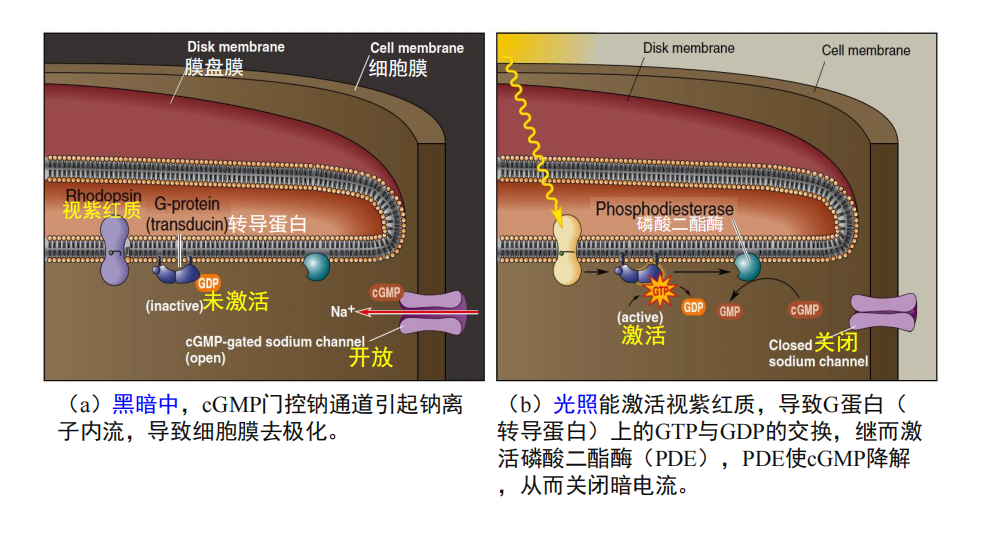 Disk membrane
膜盘膜
Cell membrane
细胞膜
Rhodopsin
视紫红质
G-protein
(transducin)转导蛋白
GDP
(inactive)未激活
cGMP
Na+
cGMP-gated sodium channel
(open)
开放
Disk membrane
Cell membrane
Phosphodiesterase
磷酸二酯酶
GTP
GDP
GMP
cGMP
(active)
激活
Closed关闭
sodium channel
（a）黑暗中，cGMP门控钠通道引起钠离
子内流，导致细胞膜去极化。
（b）光照能激活视紫红质，导致G蛋白（
转导蛋白）上的GTP与GDP的交换，继而激
活磷酸二酯酶（PDE），PDE使cGMP降解
，从而关闭暗电流。